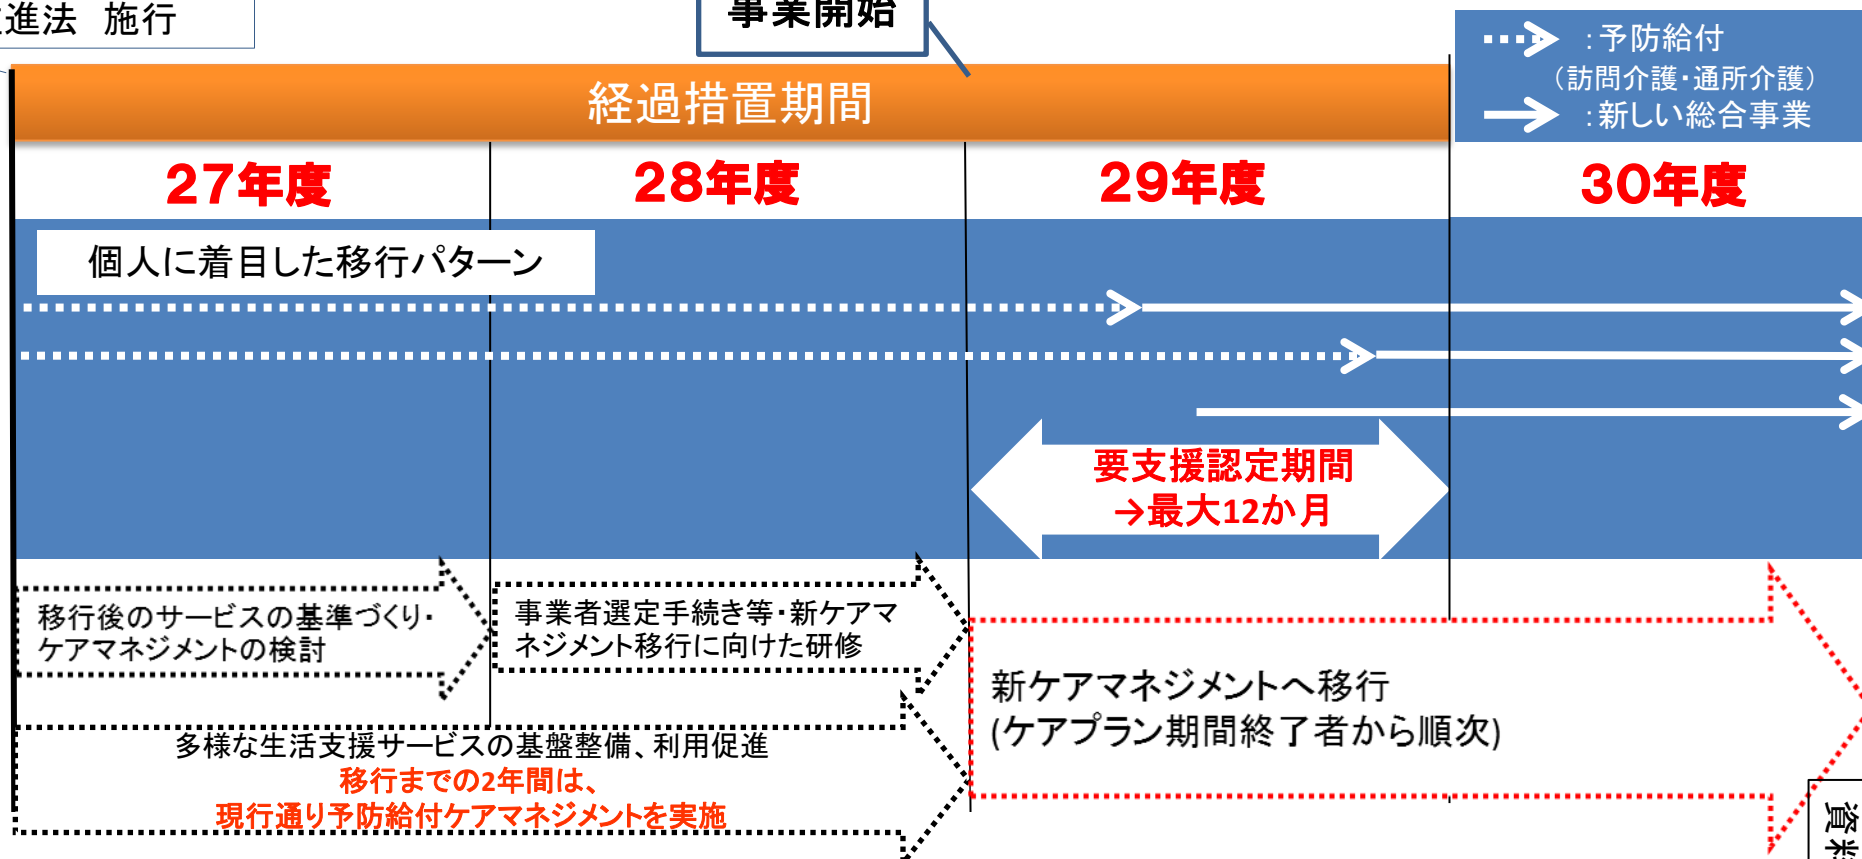 進法 施行
事業開始
:予防給付
(訪問介護・通所介護)
:新しい総合事業
経過措置期間
27年度
28年度
29年度
30年度
個人に着目した移行パターン
要支援認定期間
→最大12か月
移行後のサービスの基準づくり・
ケアマネジメントの検討
事業者選定手続き等・新ケアマ
ネジメント移行に向けた研修
新ケアマネジメントへ移行
(ケアプラン期間終了者から順次)
多様な生活支援サービスの基盤整備、利用促進
移行までの2年間は、
現行通り予防給付ケアマネジメントを実施
資料